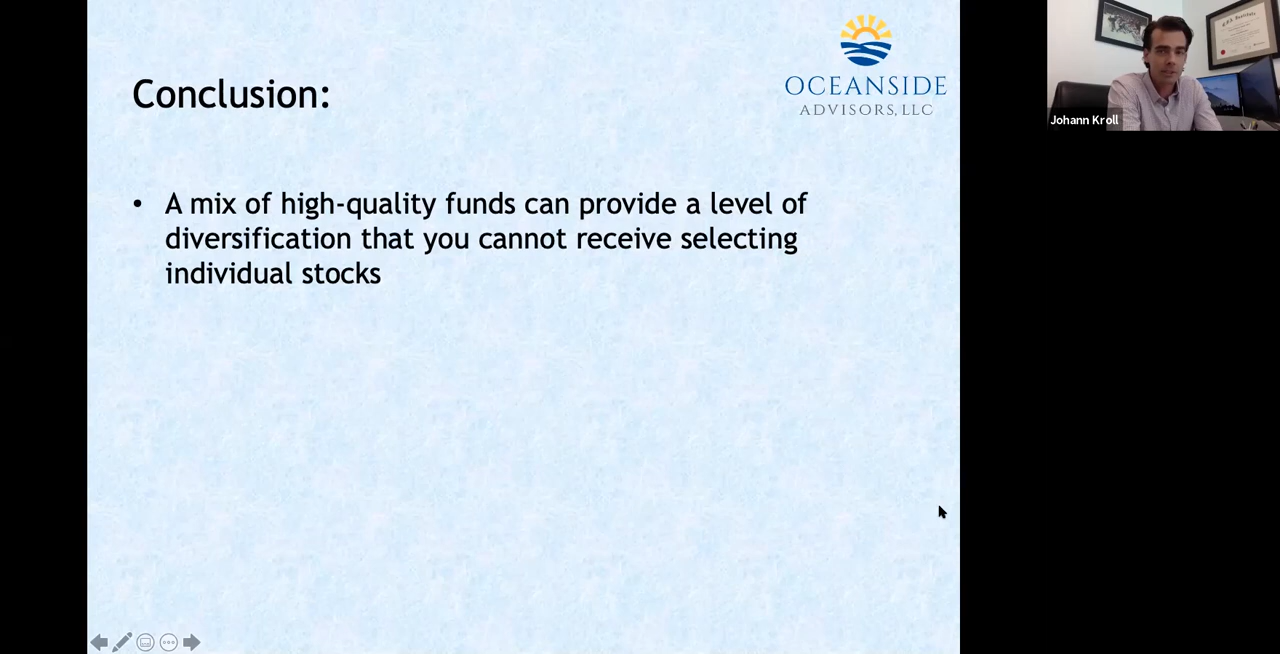 Conclusion:
OCEANSIDE
ADVISORS, LLC
• A mix of high-quality funds can provide a level of
diversification that you cannot receive selecting
individual stocks
Johann Kroll